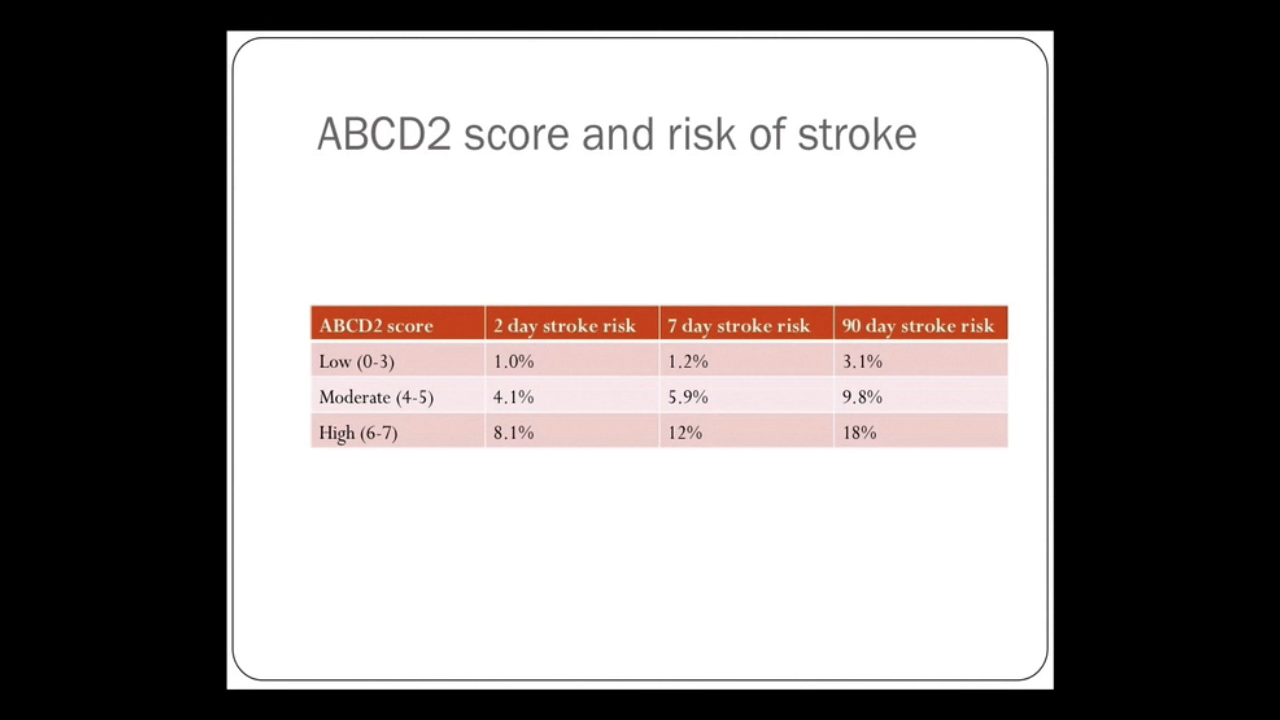 ABCD2 score and risk of stroke
ABCD2 score 2 day stroke risk 7 day stroke risk 90 day stroke risk
Low (0-3) 1.0% 1.2% 3.1%
Moderate (4-5) 4.1% 5.9% 9.8%
High (6-7) 8.1% 12% 18%